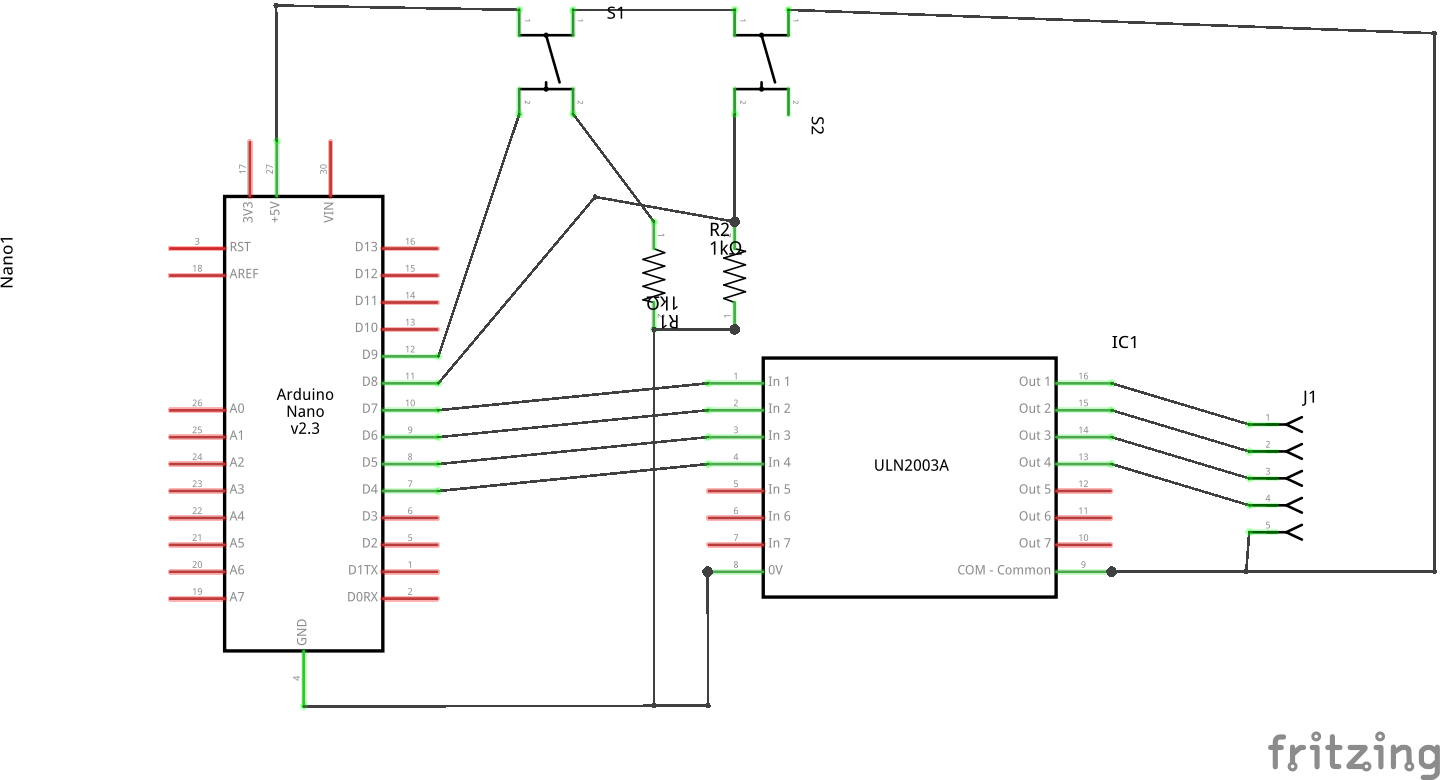 S1
1
1
1
1
2
2
2
2
S2
Nano1
17
27
30
3V3
+5V
VIN
3 RST
18 AREF
D13 16
D12 15
D11 14
D10 13
D9 12
D8 11
D7 10
D6 9
D5 8
D4 7
D3 6
D2 5
D1TX 1
D0RX 2
Arduino
Nano
v2.3
26 A0
25 A1
24 A2
23 A3
22 A4
21 A5
20 A6
19 A7
GND
4
R2
1kΩ
1
1kΩ
R1
1
IC1
ULN2003A
1 In 1
2 In 2
3 In 3
4 In 4
5 In 5
6 In 6
7 In 7
8 0V
Out 1 16
Out 2 15
Out 3 14
Out 4 13
Out 5 12
Out 6 11
Out 7 10
COM - Common 9
J1
1
2
3
4
5
fritzing